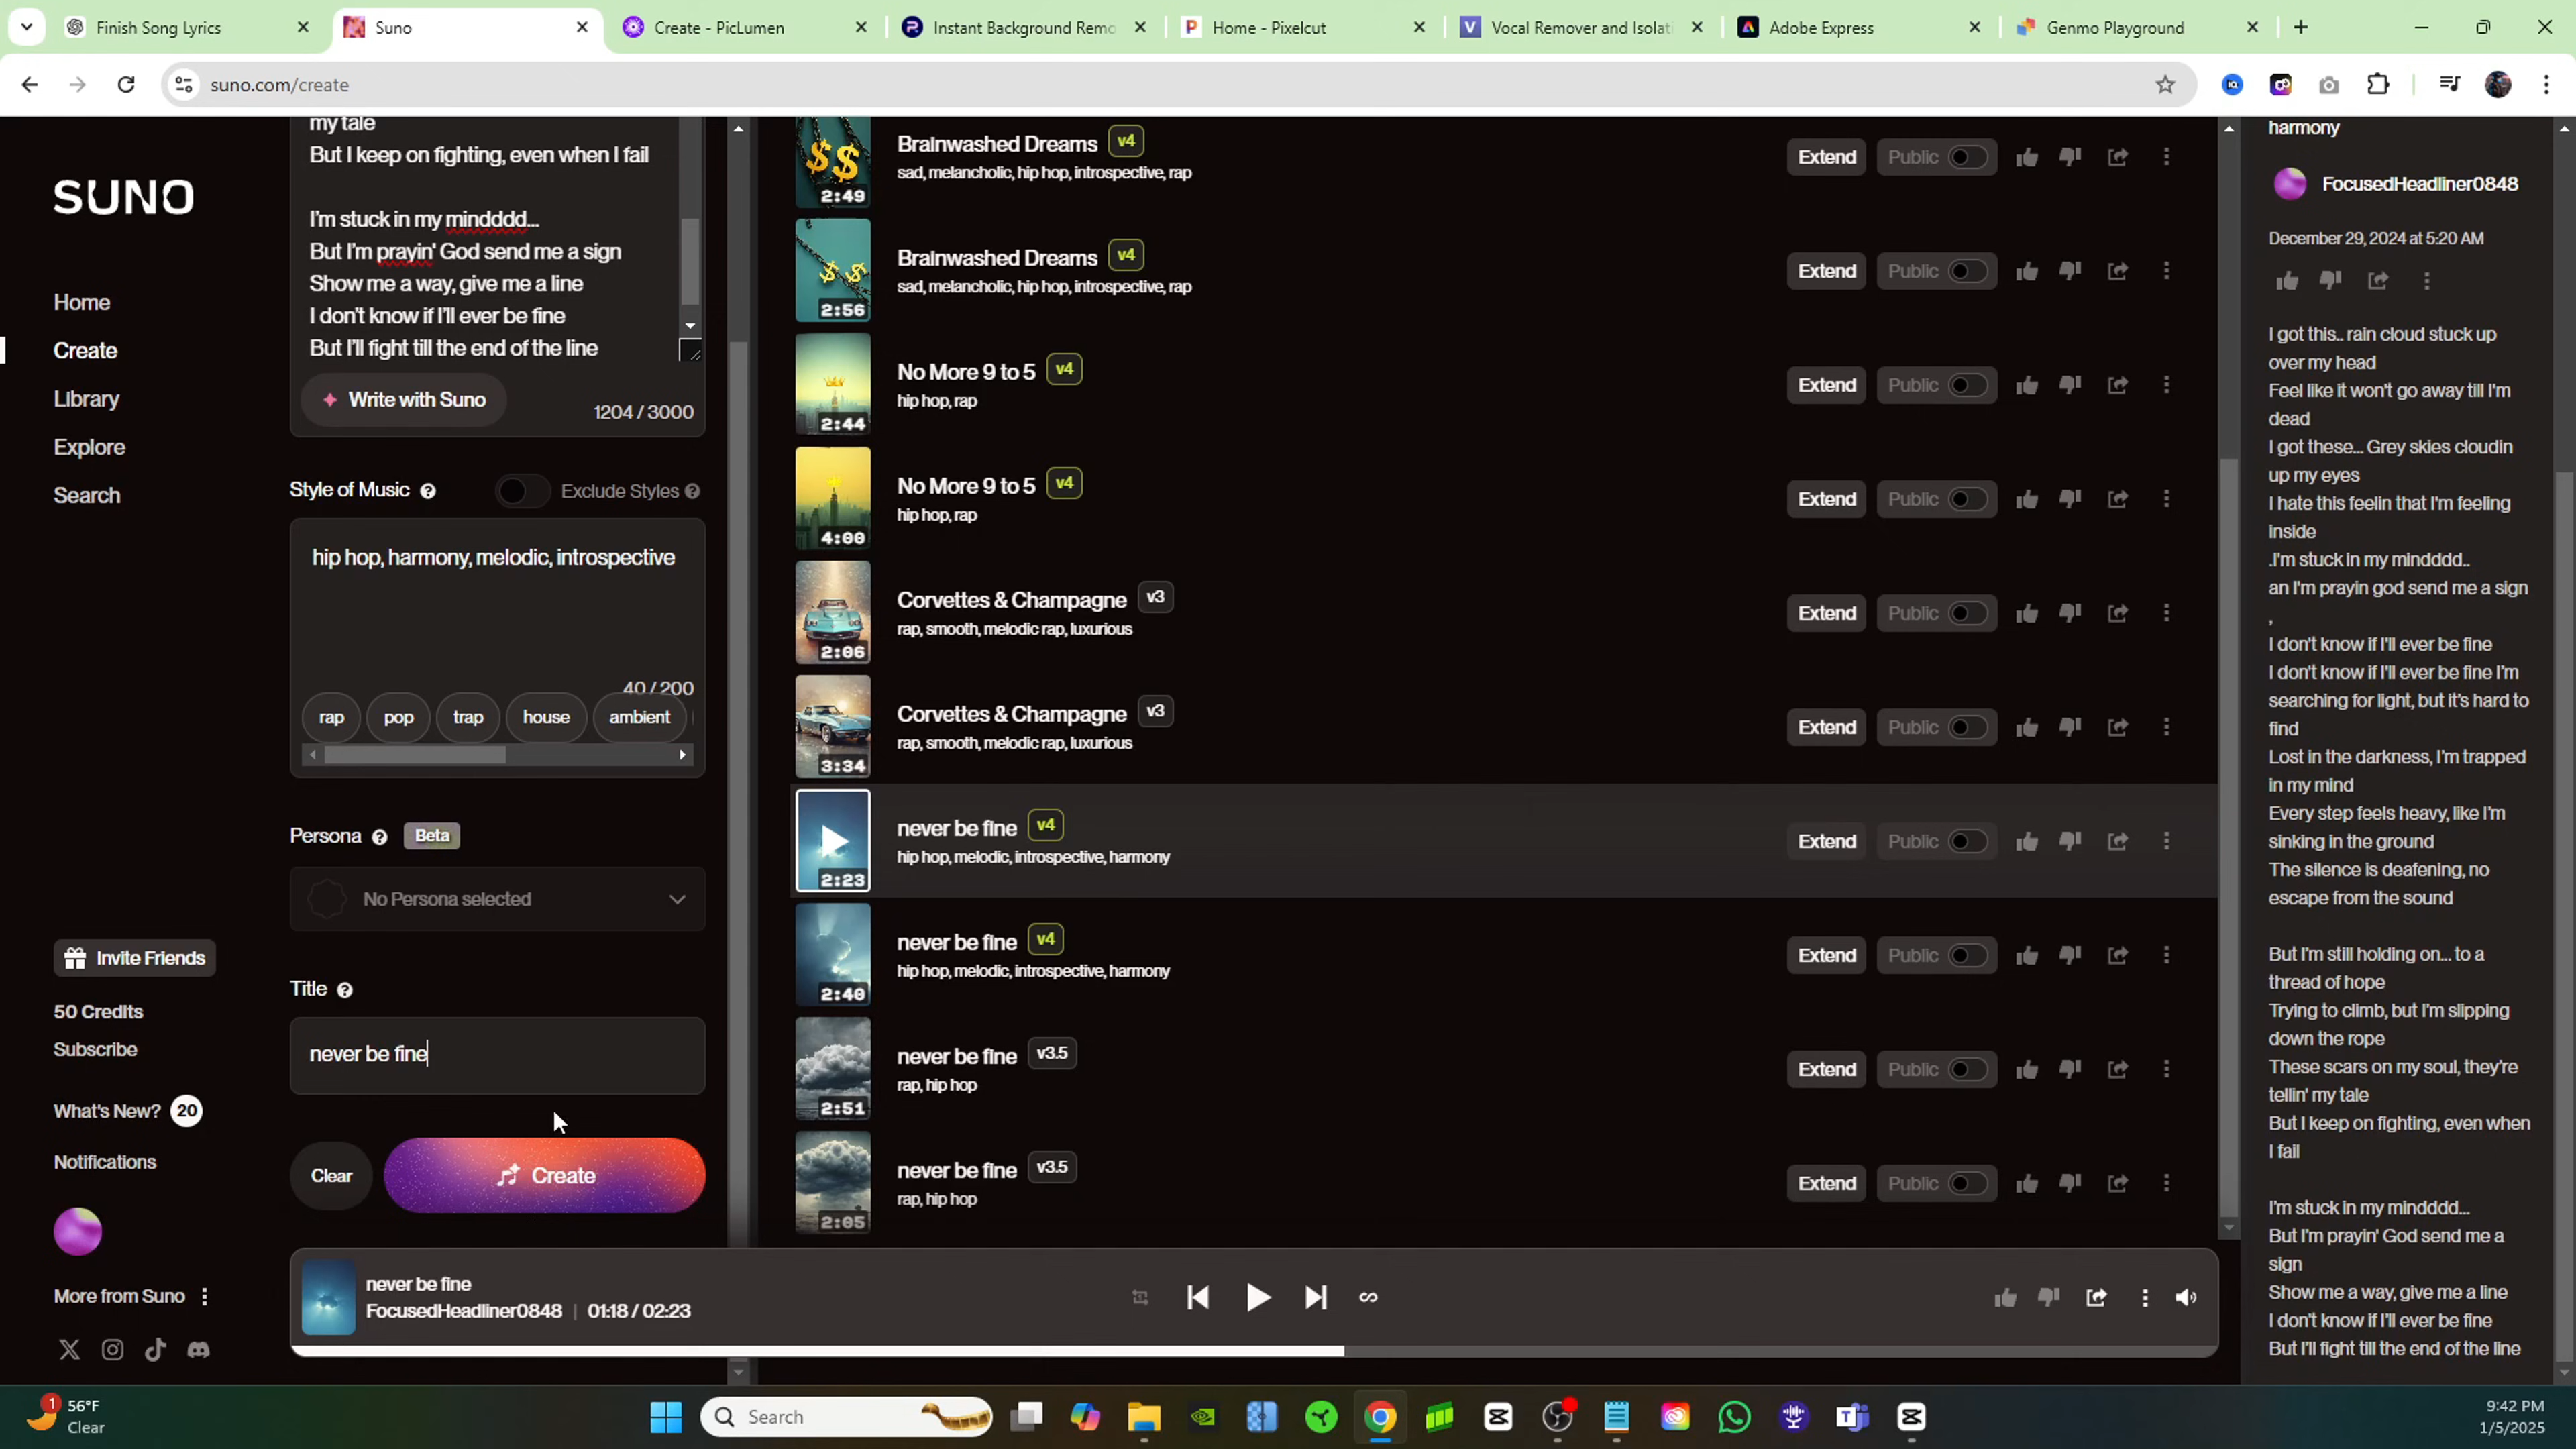 Finish Song Lyrics
Suno
Create - PicLumen
Instant Background Remo
Home - Pixelcut
Vocal Remover and Isolati
Adobe Express
Genmo Playground
suno.com/create
SUNO
Home
Create
Library
Explore
Search
Invite Friends
50 Credits
Subscribe
What's New? 20
Notifications
More from Suno
my tale
But I keep on fighting, even when I fail
I'm stuck in my mindddd...
But I'm prayin' God send me a sign
Show me a way, give me a line
I don't know if I'll ever be fine
But I'll fight till the end of the line
Write with Suno
1204 / 3000
Style of Music
Exclude Styles
hip hop, harmony, melodic, introspective
40 / 200
rap
pop
trap
house
ambient
Persona
Beta
No Persona selected
Title
never be fine
Clear
Create
Brainwashed Dreams v4
sad, melancholic, hip hop, introspective, rap
2:49
Extend
Public
Brainwashed Dreams v4
sad, melancholic, hip hop, introspective, rap
2:56
Extend
Public
No More 9 to 5 v4
hip hop, rap
2:44
Extend
Public
No More 9 to 5 v4
hip hop, rap
4:00
Extend
Public
Corvettes & Champagne v3
rap, smooth, melodic rap, luxurious
2:06
Extend
Public
Corvettes & Champagne v3
rap, smooth, melodic rap, luxurious
3:34
Extend
Public
never be fine v4
hip hop, melodic, introspective, harmony
2:23
Extend
Public
never be fine v4
hip hop, melodic, introspective, harmony
2:40
Extend
Public
never be fine v3.5
rap, hip hop
2:51
Extend
Public
never be fine v3.5
rap, hip hop
2:05
Extend
Public
harmony
FocusedHeadliner0848
December 29, 2024 at 5:20 AM
I got this.. rain cloud stuck up
over my head
Feel like it won't go away till I'm
dead
I got these... Grey skies cloudin
up my eyes
I hate this feelin that I'm feeling
inside
.I'm stuck in my mindddd..
an I'm prayin god send me a sign
,
I don't know if I'll ever be fine
I don't know if I'll ever be fine I'm
searching for light, but it's hard to
find
Lost in the darkness, I'm trapped
in my mind
Every step feels heavy, like I'm
sinking in the ground
The silence is deafening, no
escape from the sound
But I'm still holding on... to a
thread of hope
Trying to climb, but I'm slipping
down the rope
These scars on my soul, they're
tellin' my tale
But I keep on fighting, even when
I fail
I'm stuck in my mindddd...
But I'm prayin' God send me a
sign
Show me a way, give me a line
I don't know if I'll ever be fine
But I'll fight till the end of the line
never be fine
FocusedHeadliner0848 | 01:18 / 02:23
1
56°F
Clear
Search
9:42 PM
1/5/2025